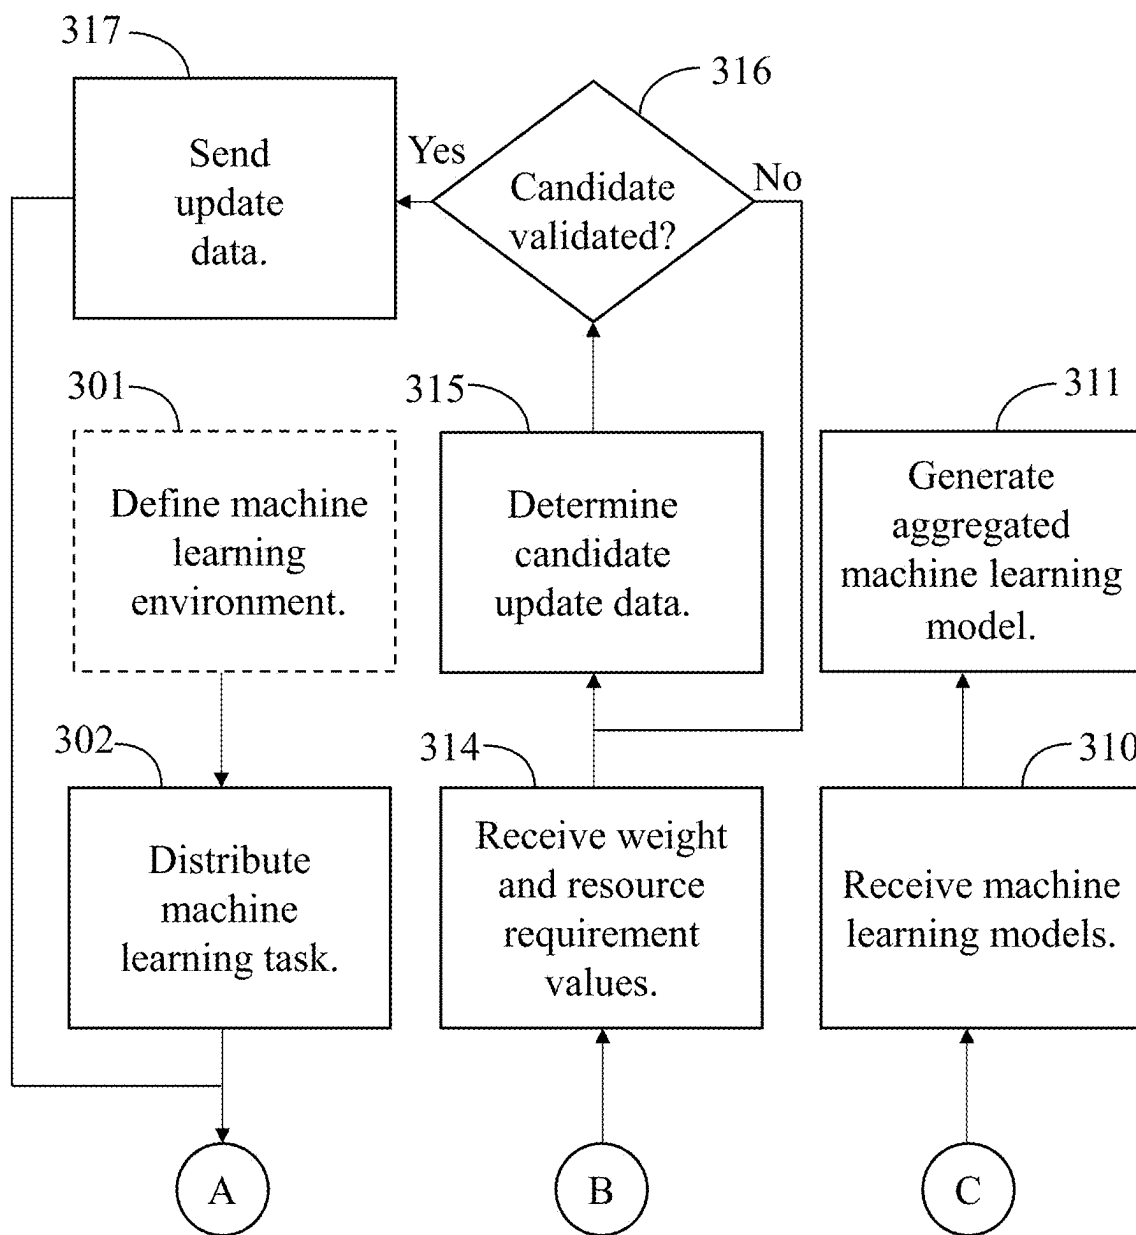 317
Send
update
data.
Yes
316
Candidate
validated?
No
301
Define machine
learning
environment.
315
Determine
candidate
update data.
311
Generate
aggregated
machine learning
model.
302
Distribute
machine
learning task.
314
Receive weight
and resource
requirement
values.
310
Receive machine
learning models.
A
B
C